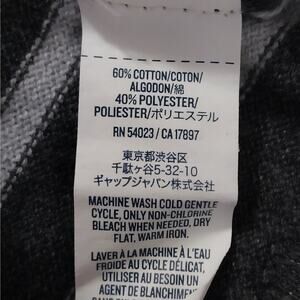 60% COTTON/COTON/
ALGODON/綿
40% POLYESTER/
POLIESTER/ポリエステル
RN 54023 / CA 17897
東京都渋谷区
千駄ヶ谷5-32-10
ギャップジャパン株式会社
MACHINE WASH COLD GENTLE
CYCLE, ONLY NON-CHLORINE
BLEACH WHEN NEEDED, DRY
FLAT, WARM IRON.
LAVER À LA MACHINE À L'EAU
FROIDE AU CYCLE DÉLICAT,
UTILISER AU BESOIN UN
AGENT DE BLANCHIMENT